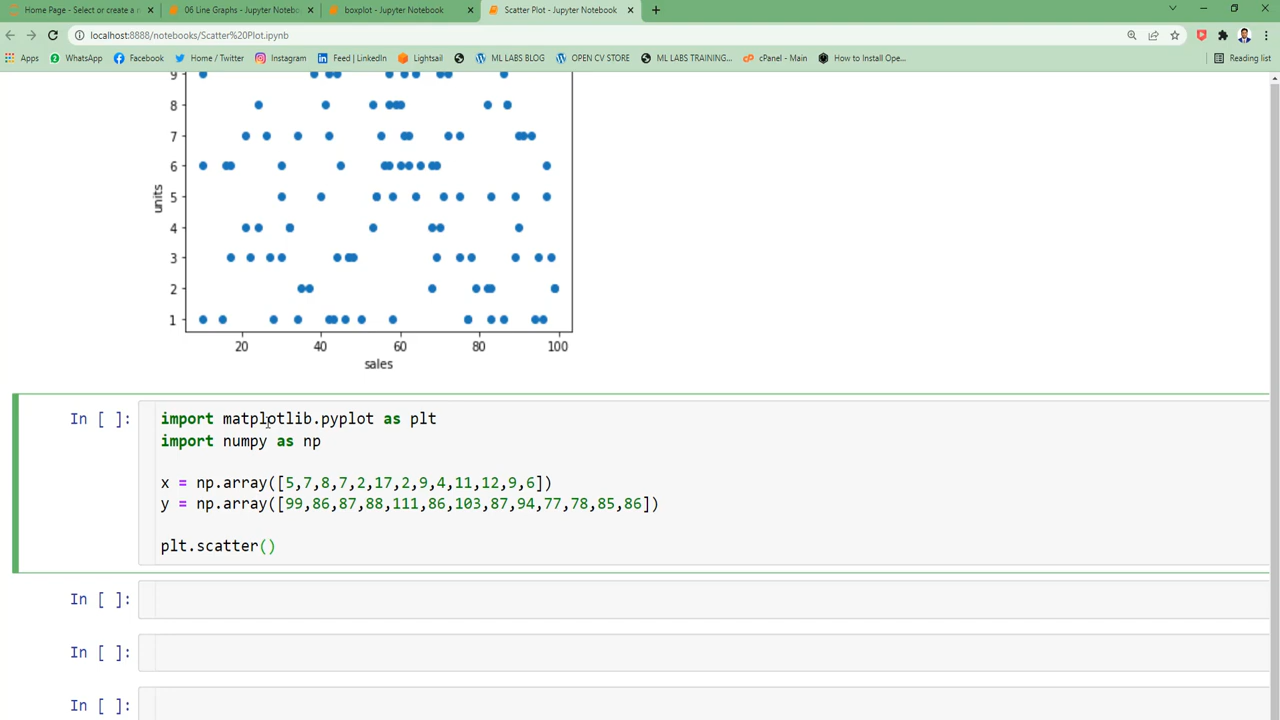 Home Page - Select or create a n
06 Line Graphs - Jupyter Noteboo
boxplot - Jupyter Notebook
Scatter Plot - Jupyter Notebook
localhost:8888/notebooks/Scatter%20Plot.ipynb
Apps
WhatsApp
Facebook
Home / Twitter
Instagram
Feed | LinkedIn
Lightsail
ML LABS BLOG
OPEN CV STORE
ML LABS TRAINING...
cPanel - Main
How to Install Ope...
Reading list
9
8
7
6
5
4
3
2
1
units
20 40 60 80 100
sales
In [ ]:
import matplotlib.pyplot as plt
import numpy as np
x = np.array([5,7,8,7,2,17,2,9,4,11,12,9,6])
y = np.array([99,86,87,88,111,86,103,87,94,77,78,85,86])
plt.scatter()
In [ ]:
In [ ]:
In [ ]: